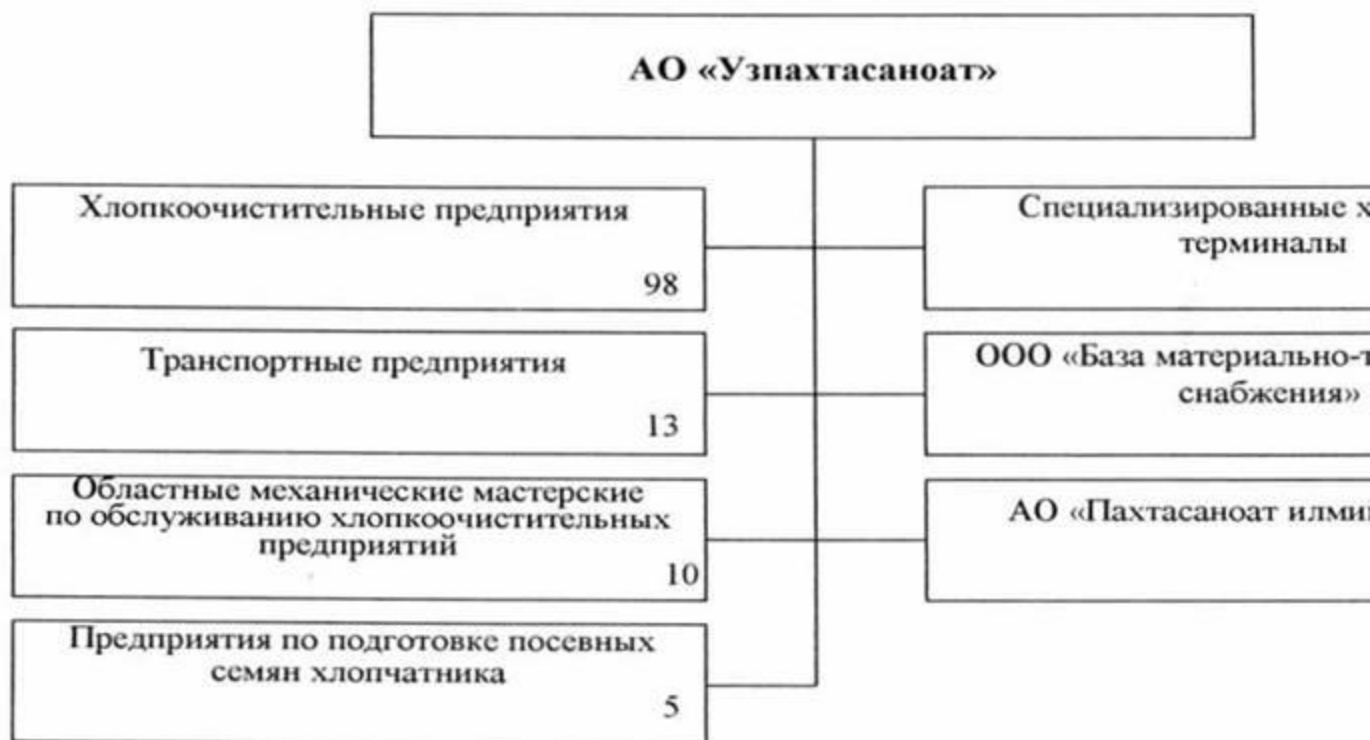 АО «Узпахтасаноат»
Хлопкоочистительные предприятия
98
Транспортные предприятия
13
Областные механические мастерские
по обслуживанию хлопкоочистительных
предприятий
10
Предприятия по подготовке посевных
семян хлопчатника
5
Специализированные
терминалы
ООО «База материально-
снабжения»
АО «Пахтасаноат